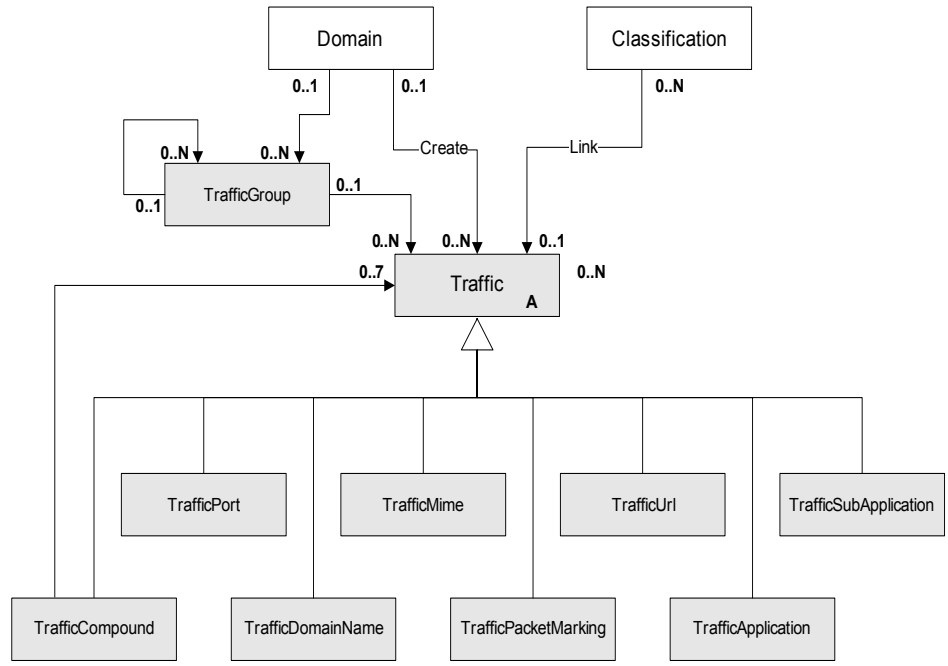 Domain
Classification
0..1
0..1
0..N
0..N
0..N
Create
Link
TrafficGroup
0..1
0..1
0..N
0..N
0..1
0..7
Traffic
0..N
A
TrafficPort
TrafficMime
TrafficUrl
TrafficSubApplication
TrafficCompound
TrafficDomainName
TrafficPacketMarking
TrafficApplication